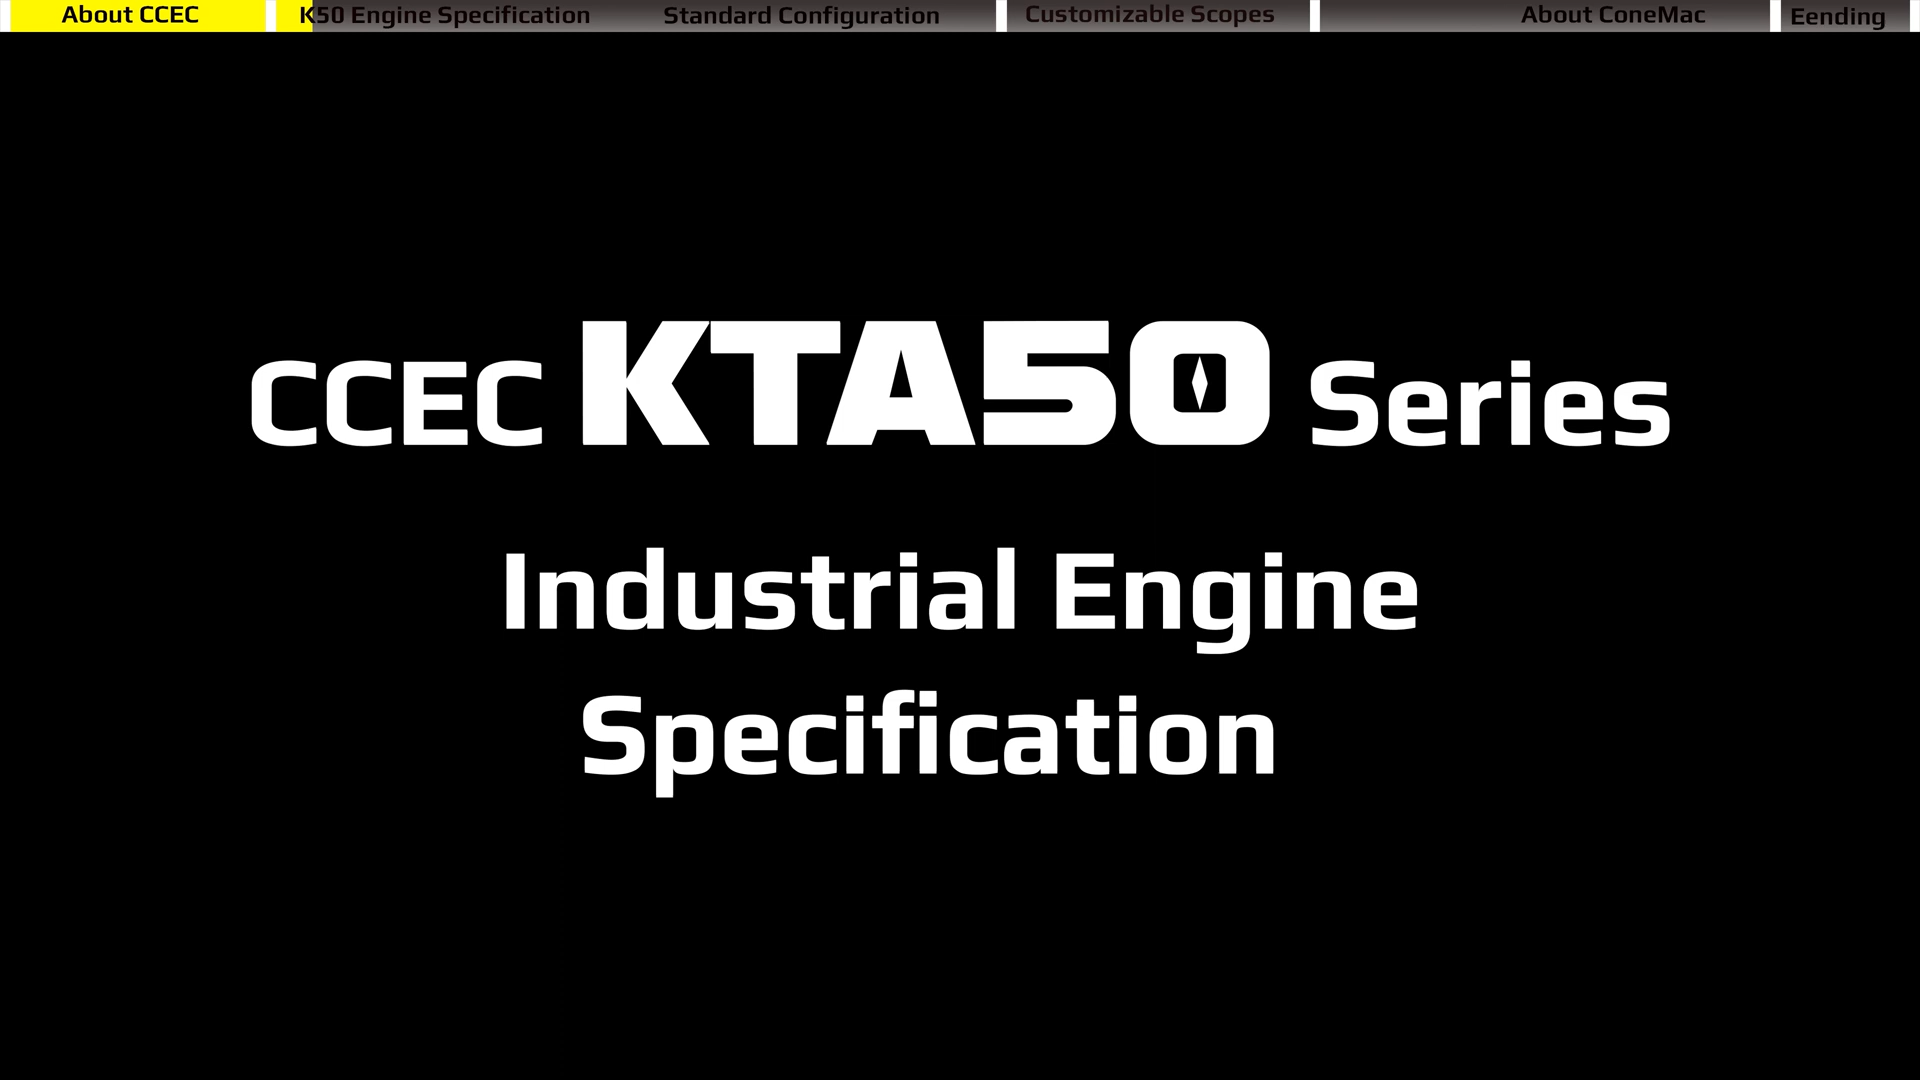 About CCEC
K50 Engine Specification
Standard Configuration
Customizable Scopes
About ConeMac
Eending
CCEC KTA50 Series
Industrial Engine
Specification